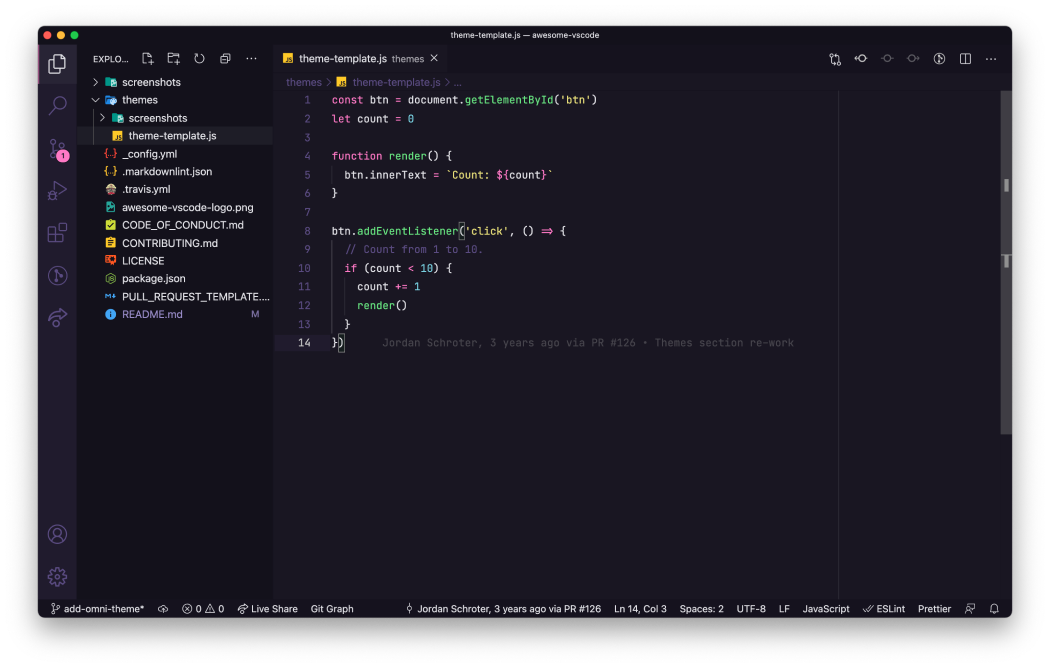 theme-template.js — awesome-vscode
EXPLO...
theme-template.js themes
themes > theme-template.js > ...
screenshots
themes
screenshots
theme-template.js
_config.yml
.markdownlint.json
.travis.yml
awesome-vscode-logo.png
CODE_OF_CONDUCT.md
CONTRIBUTING.md
LICENSE
package.json
PULL_REQUEST_TEMPLATE....
README.md M
1
1 const btn = document.getElementById('btn')
2 let count = 0
3
4 function render() {
5 btn.innerText = `Count: ${count}`
6 }
7
8 btn.addEventListener('click', () => {
9 // Count from 1 to 10.
10 if (count < 10) {
11 count += 1
12 render()
13 }
14 }) Jordan Schroter, 3 years ago via PR #126 • Themes section re-work
add-omni-theme* 0 0 Live Share Git Graph Jordan Schroter, 3 years ago via PR #126 Ln 14, Col 3 Spaces: 2 UTF-8 LF JavaScript ESLint Prettier